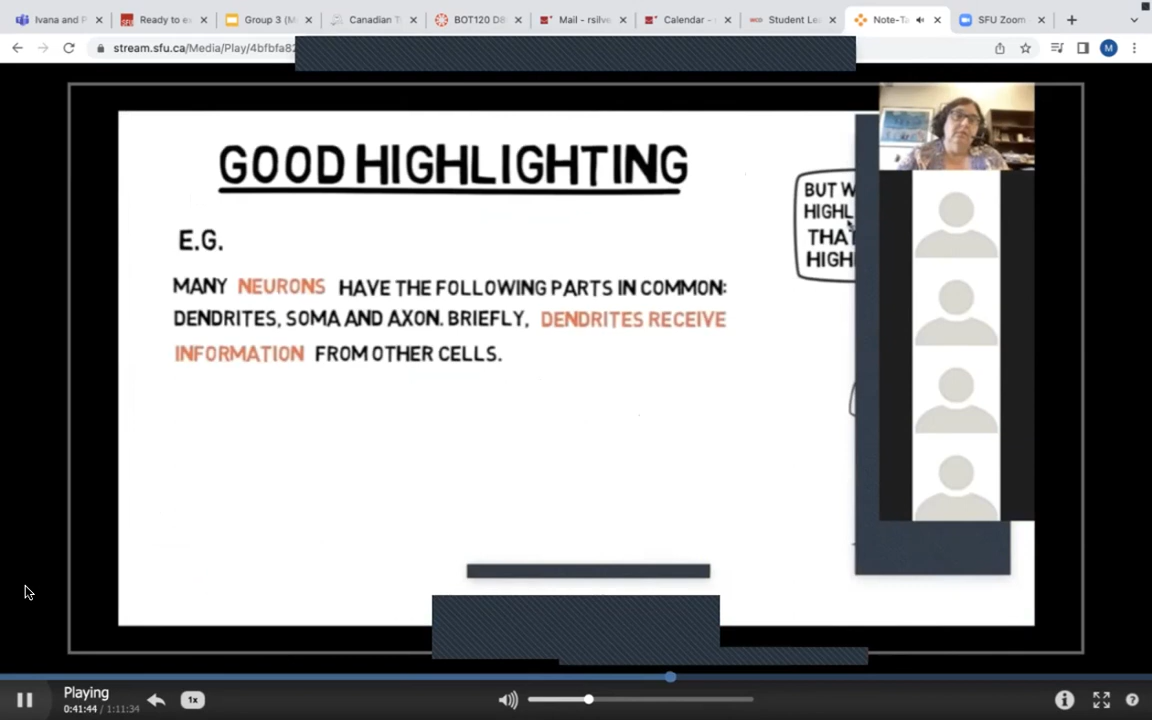 Ivana and P
Ready to e
Group 3 (M
Canadian T
BOT120 D8
Mail - rsilve
Calendar -
Student Le
Note-Ta
SFU Zoom
stream.sfu.ca/Media/Play/4bfbfa82
M
GOOD HIGHLIGHTING
BUT W
HIGHL
THAT
HIGH
E.G.
MANY NEURONS HAVE THE FOLLOWING PARTS IN COMMON:
DENDRITES, SOMA AND AXON. BRIEFLY, DENDRITES RECEIVE
INFORMATION FROM OTHER CELLS.
Playing
0:41:44 / 1:11:34
1x